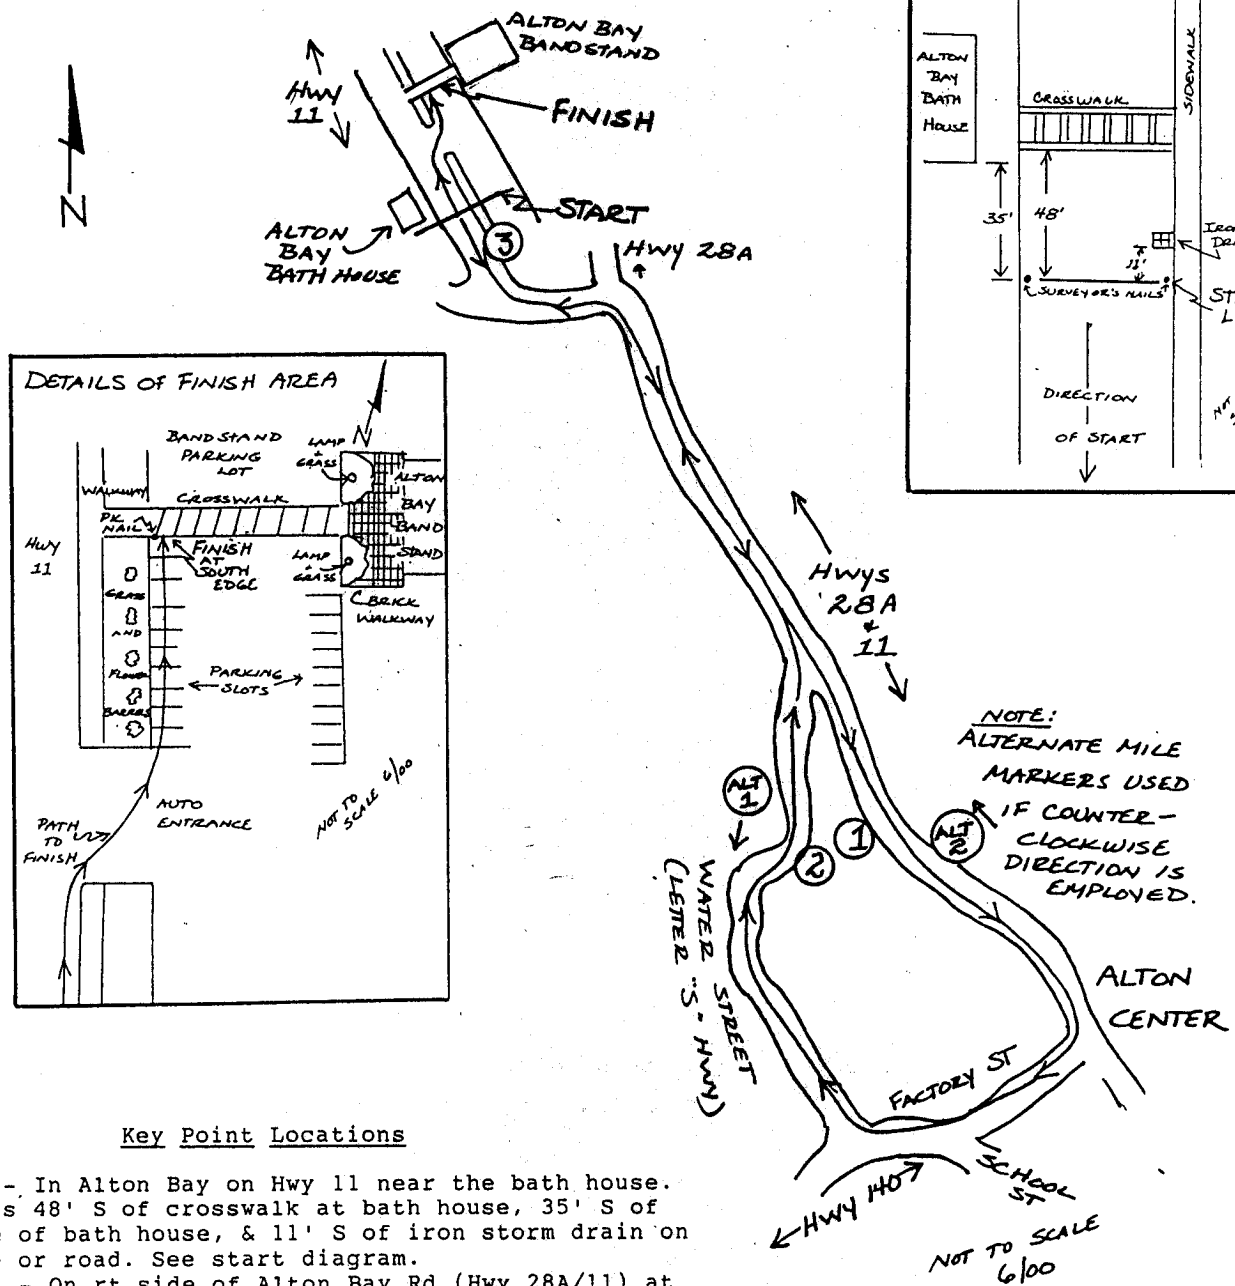 ALTON BAY
BANDSTAND
Hwy
11
FINISH
START
ALTON
BAY
BATH HOUSE
3
Hwy 28A
N
ALTON
BAY
BATH
HOUSE
CROSSWALK
SIDEWALK
35'
48'
11'
SURVEYOR'S NAILS
DIRECTION
OF START
DETAILS OF FINISH AREA
N
BANDSTAND
PARKING
LOT
LAMP
+
GRASS
WALKWAY
CROSSWALK
ALTON
BAY
BAND
STAND
PK
NAIL
Hwy
11
FINISH
AT
SOUTH
EDGE
LAMP
&
GRASS
BRICK
WALKWAY
GRASS
AND
FLOWER
BARRELS
PARKING
SLOTS
AUTO
ENTRANCE
PATH
TO
FINISH
NOT TO
SCALE 6/00
Hwys
28A
&
11
NOTE:
ALTERNATE MILE
MARKERS USED
IF COUNTER-
CLOCKWISE
DIRECTION IS
EMPLOYED.
ALT
1
1
2
ALT
2
WATER STREET
(LETTER "S- HWY)
ALTON
CENTER
FACTORY ST
SCHOOL
ST
HWY 140
NOT TO SCALE
6/00
Key Point Locations
- In Alton Bay on Hwy 11 near the bath house.
48' S of crosswalk at bath house, 35' S of
of bath house, & 11' S of iron storm drain on
or road. See start diagram.
- On rt side of Alton Bay Rd (Hwy 28A/11) at